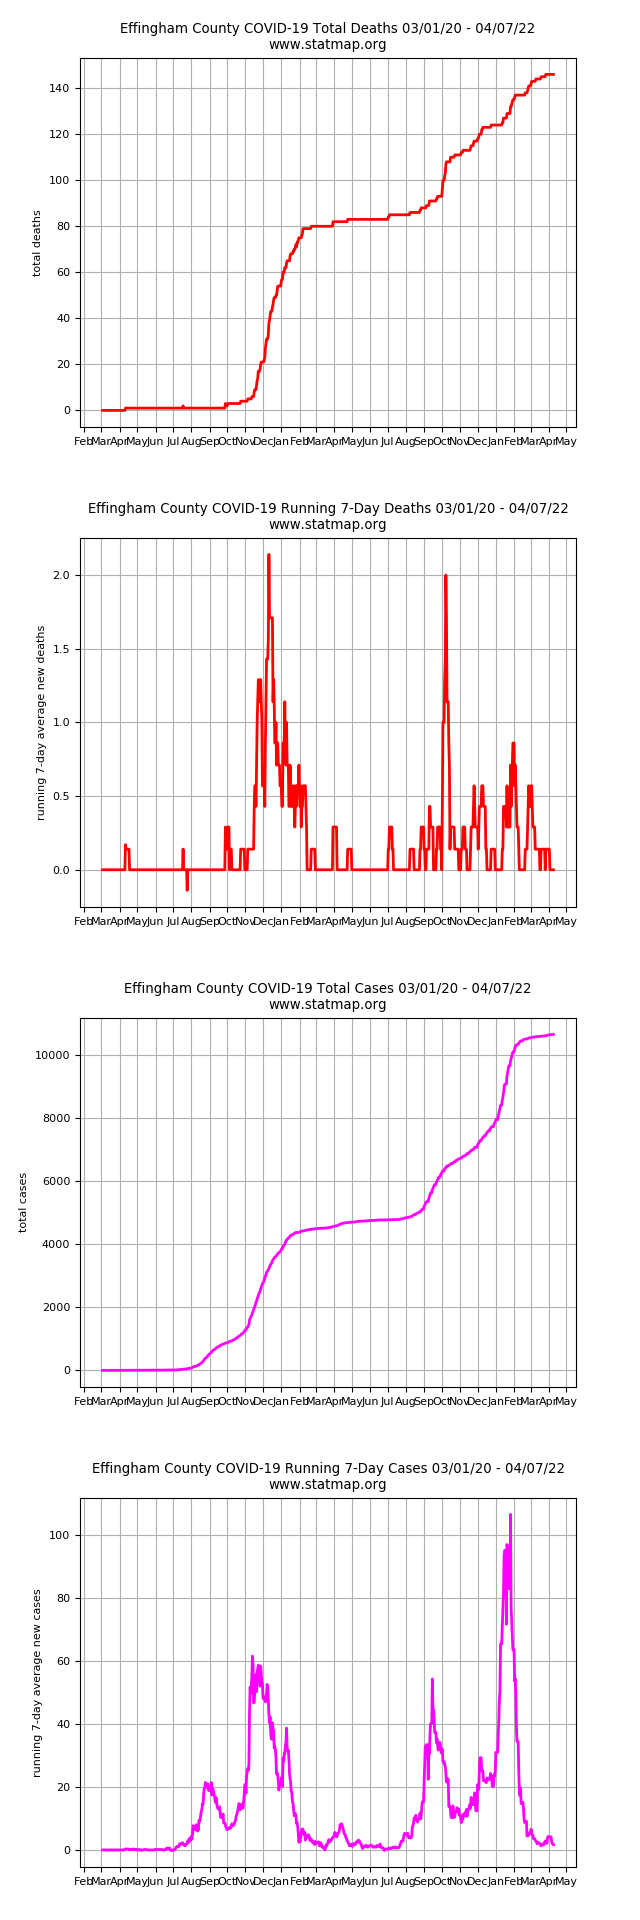 Effingham County COVID-19 Total Deaths 03/01/20 - 04/07/22
www.statmap.org
140
120
100
80
60
40
20
0
total deaths
Feb Mar Apr May Jun Jul Aug Sep Oct Nov Dec Jan Feb Mar Apr May Jun Jul Aug Sep Oct Nov Dec Jan Feb Mar Apr May
Effingham County COVID-19 Running 7-Day Deaths 03/01/20 - 04/07/22
www.statmap.org
2.0
1.5
1.0
0.5
0.0
running 7-day average new deaths
Feb Mar Apr May Jun Jul Aug Sep Oct Nov Dec Jan Feb Mar Apr May Jun Jul Aug Sep Oct Nov Dec Jan Feb Mar Apr May
Effingham County COVID-19 Total Cases 03/01/20 - 04/07/22
www.statmap.org
10000
8000
6000
4000
2000
0
total cases
Feb Mar Apr May Jun Jul Aug Sep Oct Nov Dec Jan Feb Mar Apr May Jun Jul Aug Sep Oct Nov Dec Jan Feb Mar Apr May
Effingham County COVID-19 Running 7-Day Cases 03/01/20 - 04/07/22
www.statmap.org
100
80
60
40
20
0
running 7-day average new cases
Feb Mar Apr May Jun Jul Aug Sep Oct Nov Dec Jan Feb Mar Apr May Jun Jul Aug Sep Oct Nov Dec Jan Feb Mar Apr May